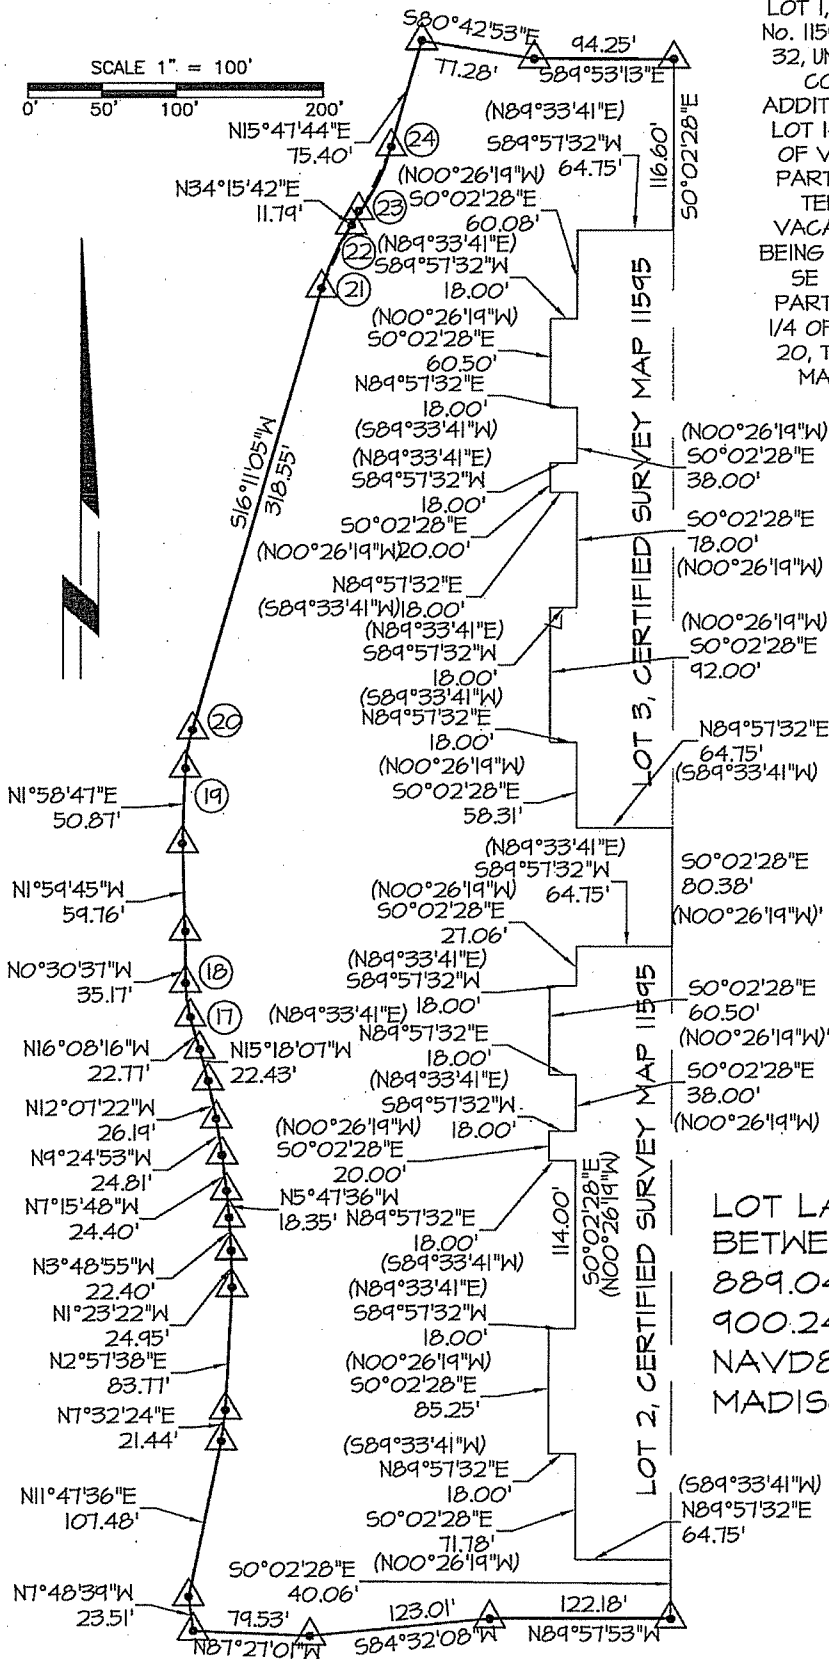 S80°42'53"E
77.28'
94.25'
S89°53'13"E
LOT 1,
32, UN
ADDIT
OF V
PART
TE
VACA
BEING
SE
PART
1/4 OF
20, T
MA
SCALE 1" = 100'
0' 50' 100' 200'
N15°47'44"E
75.40'
24
(N89°33'41"E)
S89°57'32"W
64.75'
116.60'
S0°02'28"E
N34°15'42"E
11.79'
23
22
21
(N00°26'19"W)
S0°02'28"E
60.08'
(N89°33'41"E)
S89°57'32"W
18.00'
(N00°26'19"W)
S0°02'28"E
60.50'
N89°57'32"E
18.00'
(S89°33'41"W)
(N89°33'41"E)
S89°57'32"W
18.00'
S0°02'28"E
(N00°26'19"W)20.00'
N89°57'32"E
(S89°33'41"W)18.00'
(N89°33'41"E)
S89°57'32"W
18.00'
(S89°33'41"W)
N89°57'32"E
18.00'
(N00°26'19"W)
S0°02'28"E
58.31'
LOT 3, CERTIFIED SURVEY MAP 11595
(N00°26'19"W)
S0°02'28"E
38.00'
S0°02'28"E
78.00'
(N00°26'19"W)
(N00°26'19"W)
S0°02'28"E
92.00'
N89°57'32"E
64.75'
(S89°33'41"W)
S16°11'05"W
318.55'
20
19
N1°58'47"E
50.87'
N1°59'45"W
59.76'
N0°30'37"W
35.17'
18
17
N16°08'16"W
22.77'
N15°18'07"W
22.43'
N12°07'22"W
26.19'
N9°24'53"W
24.81'
N7°15'48"W
24.40'
N5°47'36"W
18.35'
N3°48'55"W
22.40'
N1°23'22"W
24.95'
N2°57'38"E
83.77'
N7°32'24"E
21.44'
N11°47'36"E
107.48'
N7°48'39"W
23.51'
(N89°33'41"E)
S89°57'32"W
64.75'
S0°02'28"E
80.38'
(N00°26'19"W)'
(N00°26'19"W)
S0°02'28"E
27.06'
(N89°33'41"E)
S89°57'32"W
18.00'
(N89°33'41"E)
N89°57'32"E
18.00'
(N89°33'41"E)
S89°57'32"W
18.00'
(N00°26'19"W)
S0°02'28"E
20.00'
N89°57'32"E
18.00'
(S89°33'41"W)
114.00'
S0°02'28"E
(N00°26'19"W)
(N89°33'41"E)
S89°57'32"W
18.00'
(N00°26'19"W)
S0°02'28"E
85.25'
(S89°33'41"W)
N89°57'32"E
18.00'
S0°02'28"E
71.78'
(N00°26'19"W)
S0°02'28"E
40.06'
S0°02'28"E
60.50'
(N00°26'19"W)'
S0°02'28"E
38.00'
(N00°26'19"W)
LOT 2, CERTIFIED SURVEY MAP 11595
LOT LA
BETWE
889.04
900.24
NAVD8
MADIS
(S89°33'41"W)
N89°57'32"E
64.75'
79.53'
N87°27'01"W
123.01'
S84°32'08"W
122.18'
N89°57'53"W